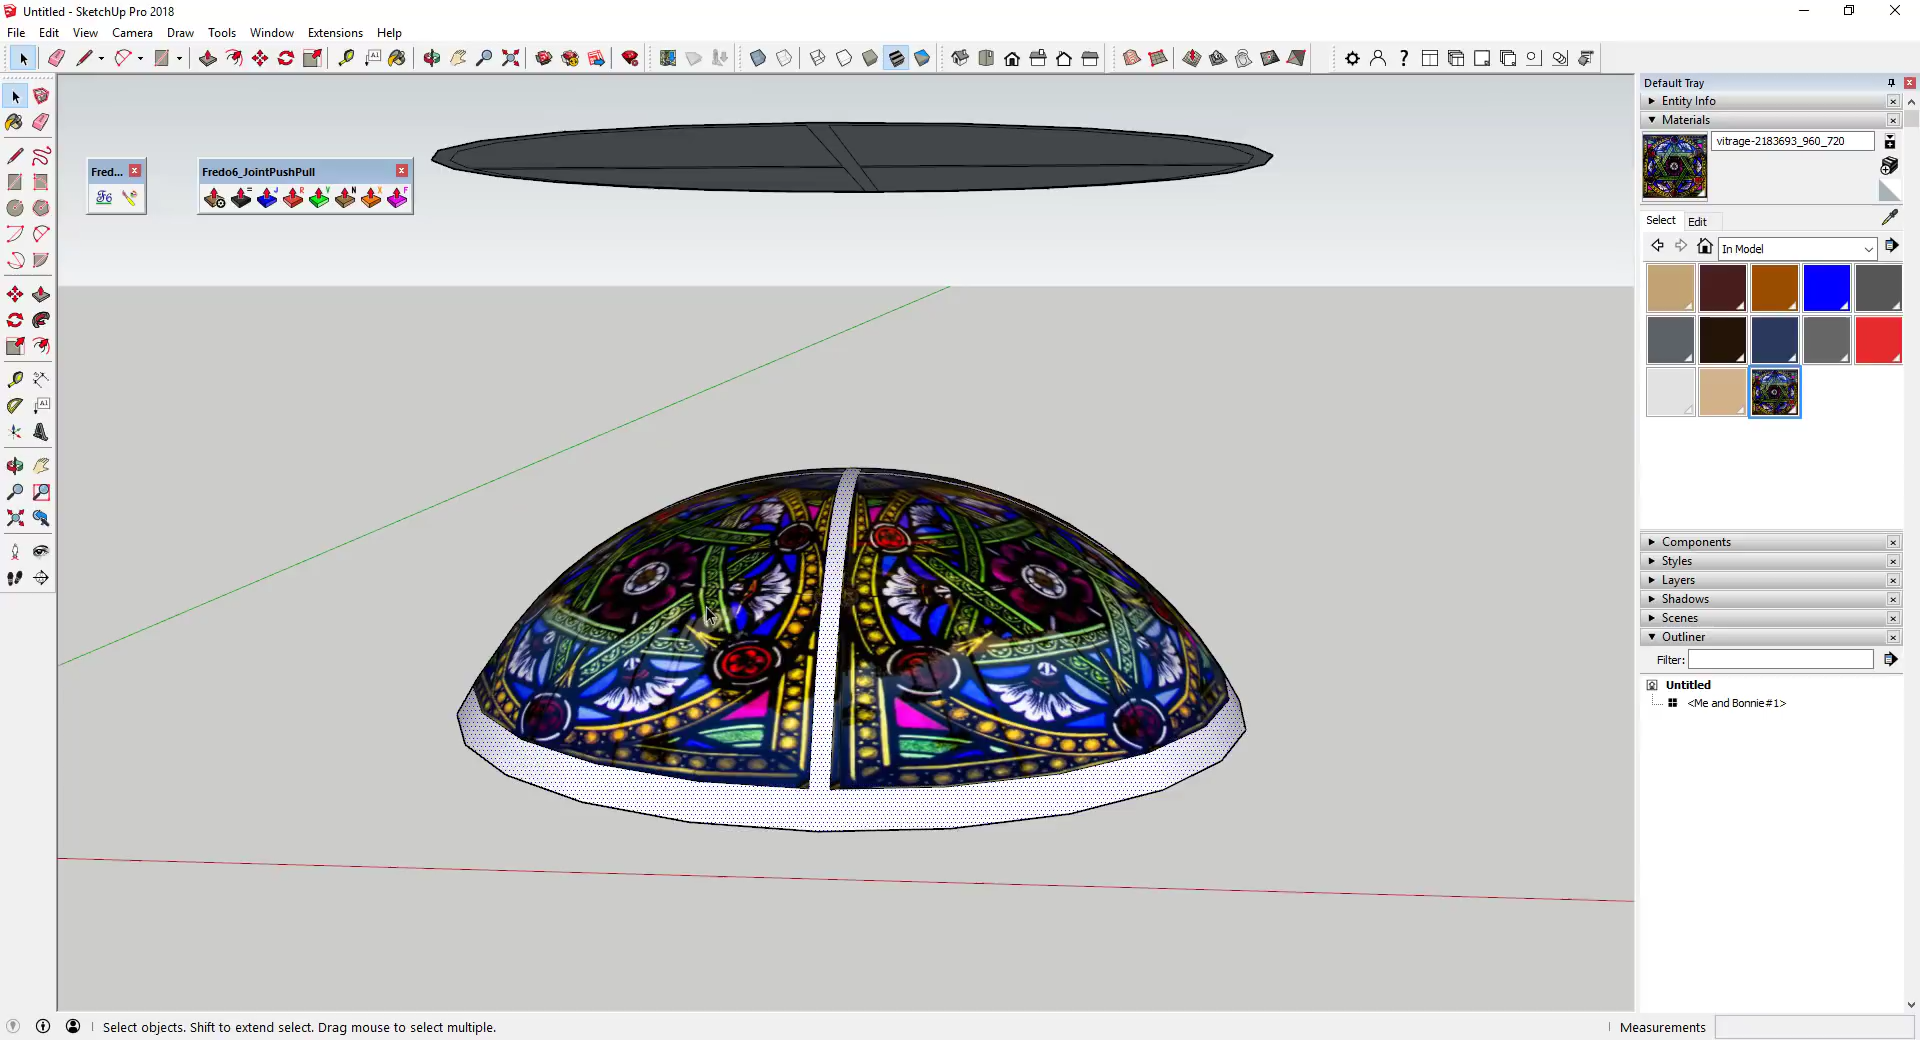 Untitled - SketchUp Pro 2018
File Edit View Camera Draw Tools Window Extensions Help
Default Tray
Entity Info
Materials
vitrage-2183693_960_720
Select Edit
In Model
Fred...
Fredo6_JointPushPull
Components
Styles
Layers
Shadows
Scenes
Outliner
Filter:
Untitled
<Me and Bonnie#1>
Select objects. Shift to extend select. Drag mouse to select multiple.
Measurements